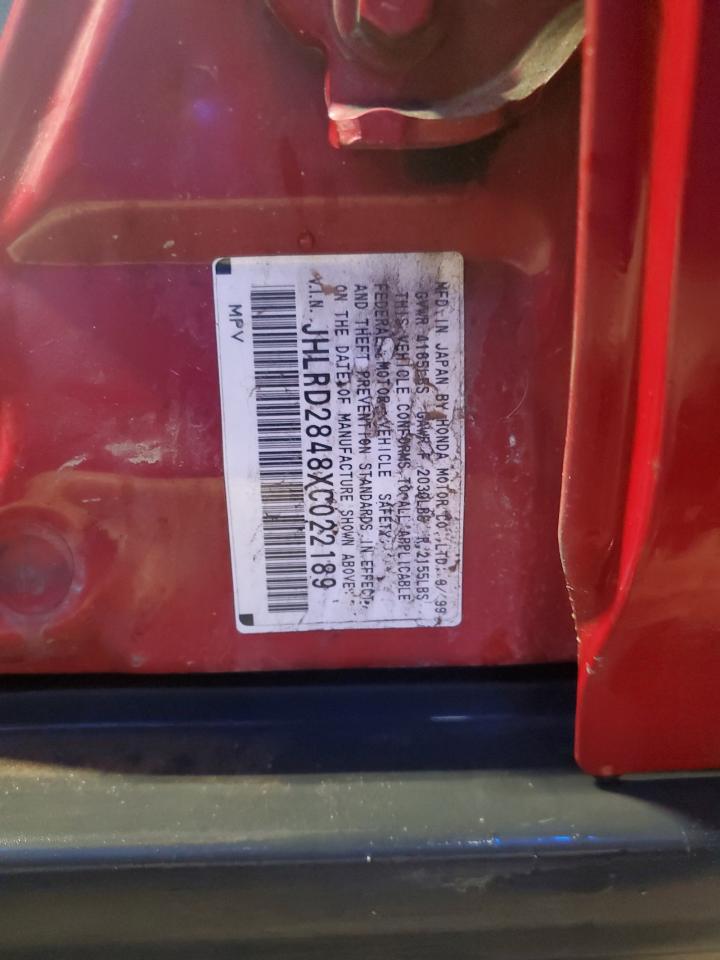 MFD. IN JAPAN BY HONDA MOTOR CO.,LTD. 9/'99
GVWR 4185LBS GAWR F 2030LBS R 2155LBS
THIS VEHICLE CONFORMS TO ALL APPLICABLE
FEDERAL MOTOR VEHICLE SAFETY
AND THEFT PREVENTION STANDARDS IN EFFECT
ON THE DATE OF MANUFACTURE SHOWN ABOVE.
V.I.N. JHLRD2848XC022189
MPV